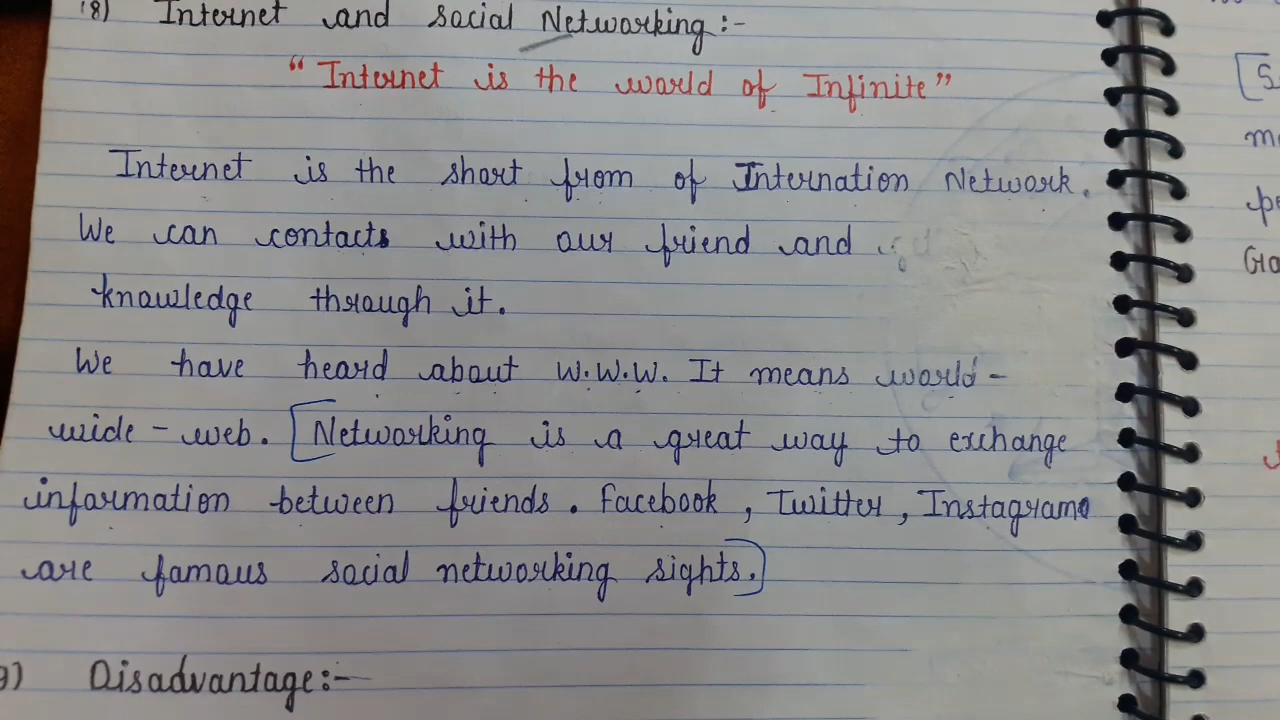 18) Internet and social Networking:-
"Internet is the world of Infinite"
Internet is the short from of Internation Network.
We can contacts with our friend and
knowledge through it.
We have heard about W.W.W. It means world-
wide-web. [Networking is a great way to exchange
information between friends. Facebook, Twitter, Instagrame
are famous social networking sights.]
9) Disadvantage:-